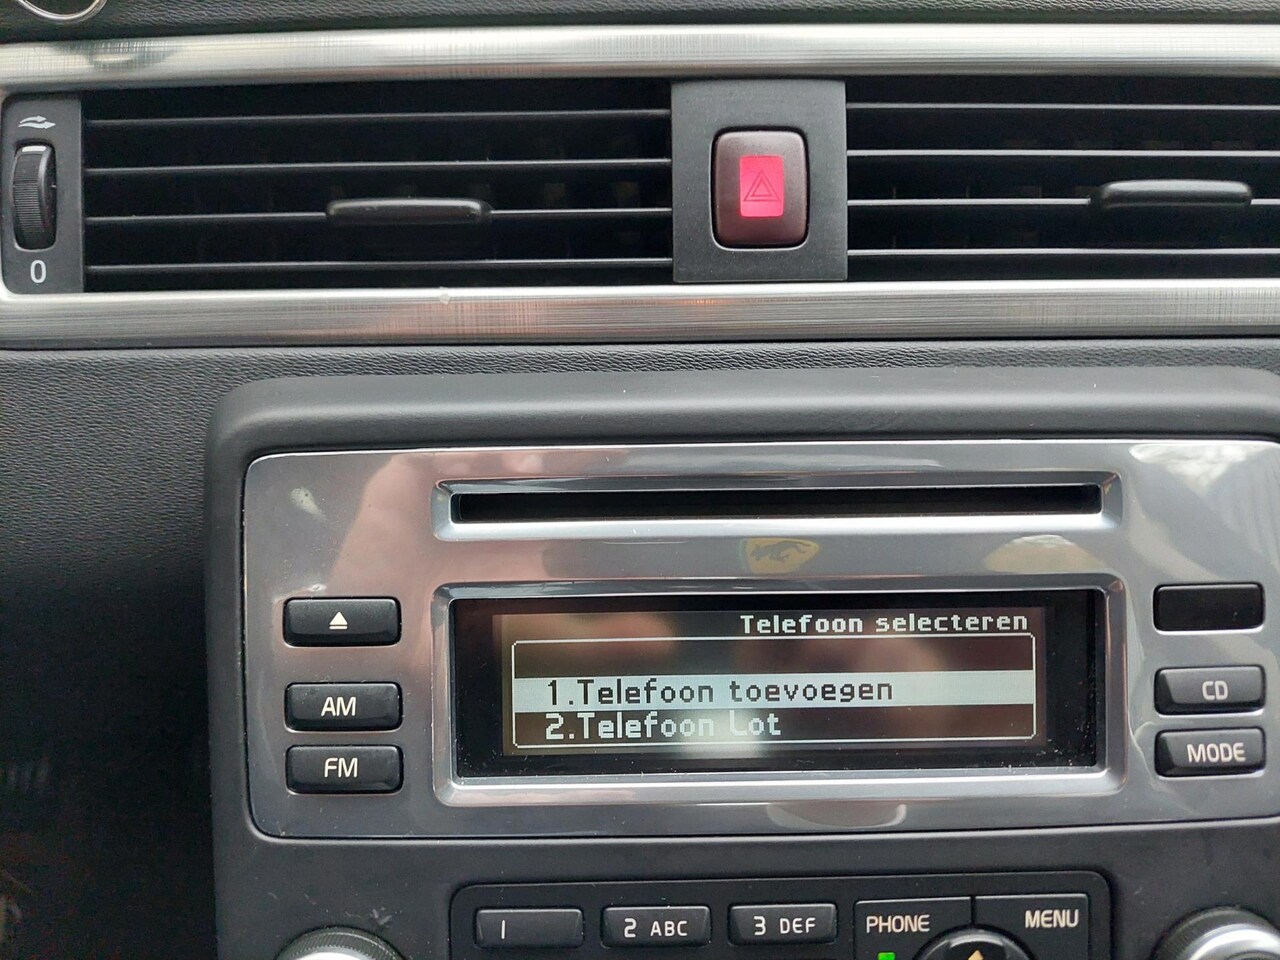 0
Telefoon selecteren
1.Telefoon toevoegen
2.Telefoon Lot
AM
FM
CD
MODE
1
2 ABC
3 DEF
PHONE
MENU